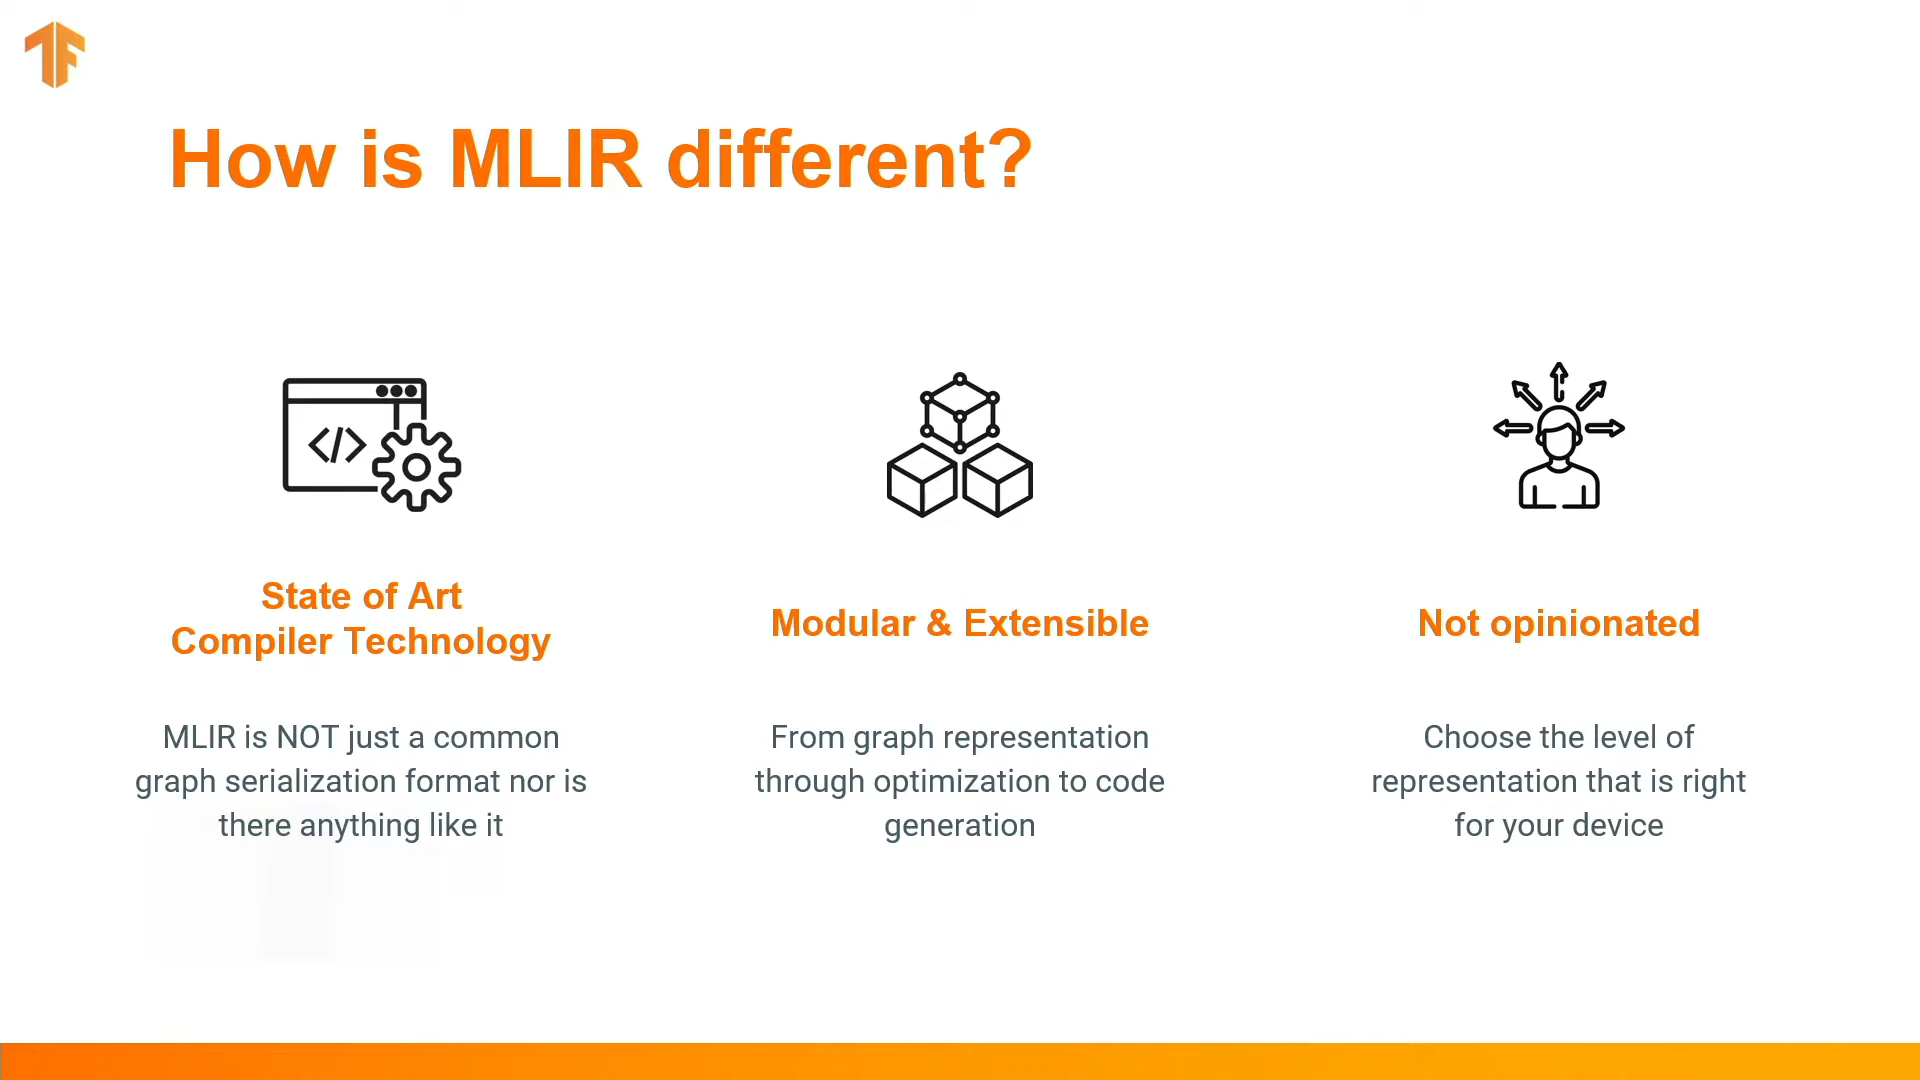 How is MLIR different?
State of Art
Compiler Technology
MLIR is NOT just a common
graph serialization format nor is
there anything like it
Modular & Extensible
From graph representation
through optimization to code
generation
Not opinionated
Choose the level of
representation that is right
for your device